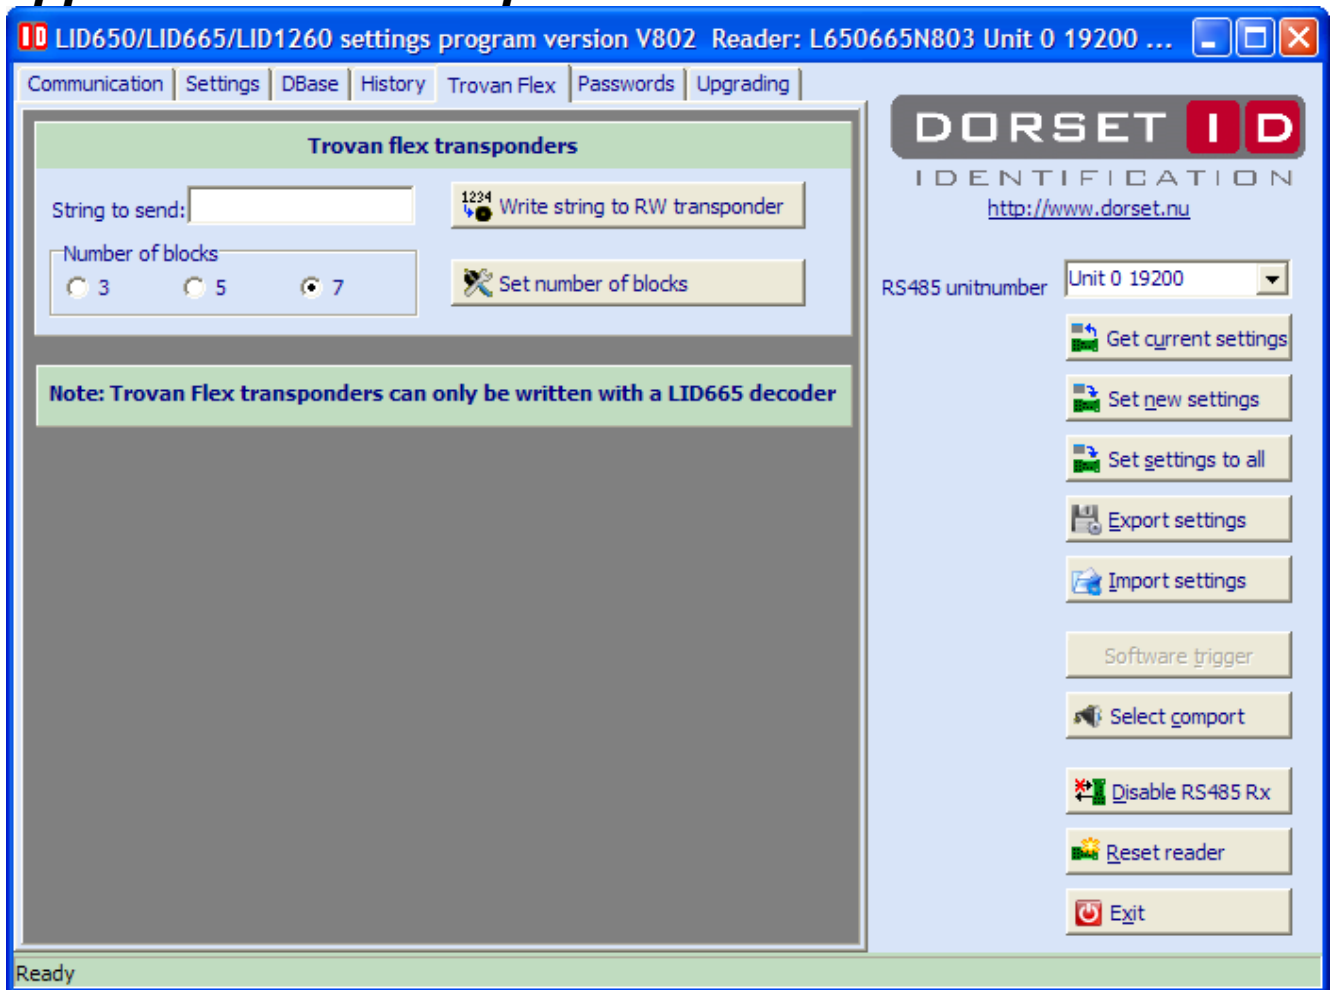 LID650/LID665/LID1260 settings program version V802 Reader: L650665N803 Unit 0 19200 ...
Communication Settings DBase History Trovan Flex Passwords Upgrading
Trovan flex transponders
String to send:
1234 Write string to RW transponder
Number of blocks
3 5 7
Set number of blocks
Note: Trovan Flex transponders can only be written with a LID665 decoder
DORSET ID
IDENTIFICATION
http://www.dorset.nu
RS485 unitnumber Unit 0 19200
Get current settings
Set new settings
Set settings to all
Export settings
Import settings
Software trigger
Select comport
Disable RS485 Rx
Reset reader
Exit
Ready